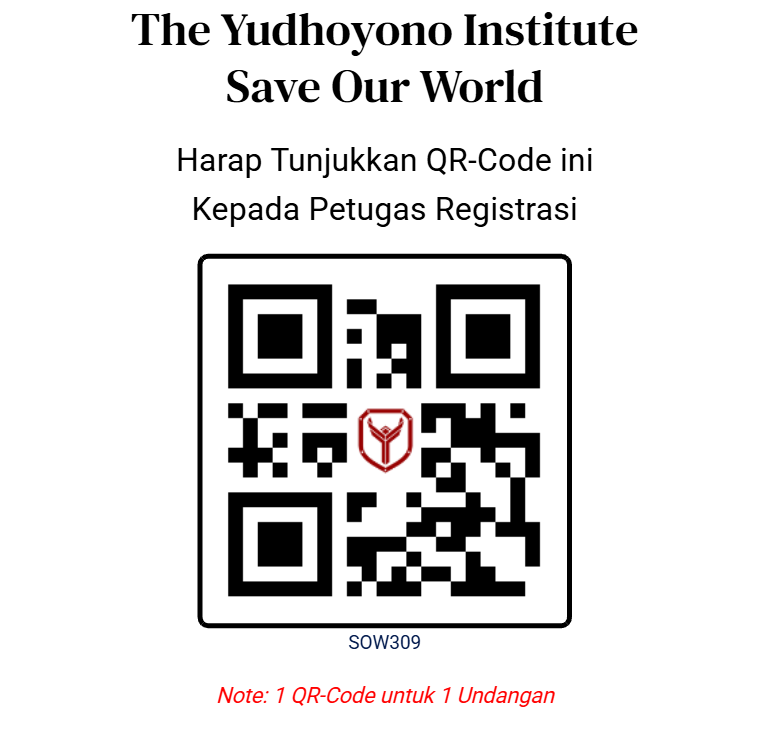 The Yudhoyono Institute
Save Our World
Harap Tunjukkan QR-Code ini
Kepada Petugas Registrasi
SOW309
Note: 1 QR-Code untuk 1 Undangan